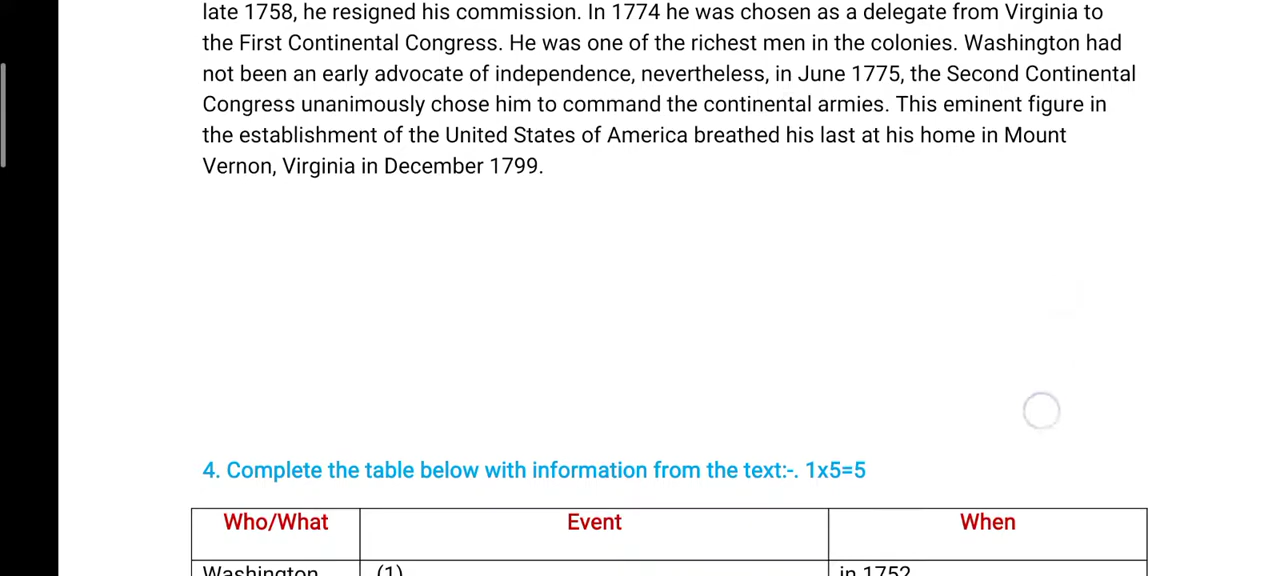 late 1758, he resigned his commission. In 1774 he was chosen as a delegate from Virginia to
the First Continental Congress. He was one of the richest men in the colonies. Washington had
not been an early advocate of independence, nevertheless, in June 1775, the Second Continental
Congress unanimously chose him to command the continental armies. This eminent figure in
the establishment of the United States of America breathed his last at his home in Mount
Vernon, Virginia in December 1799.
4. Complete the table below with information from the text:-. 1x5=5
Who/What Event When
Washington (1) in 1752